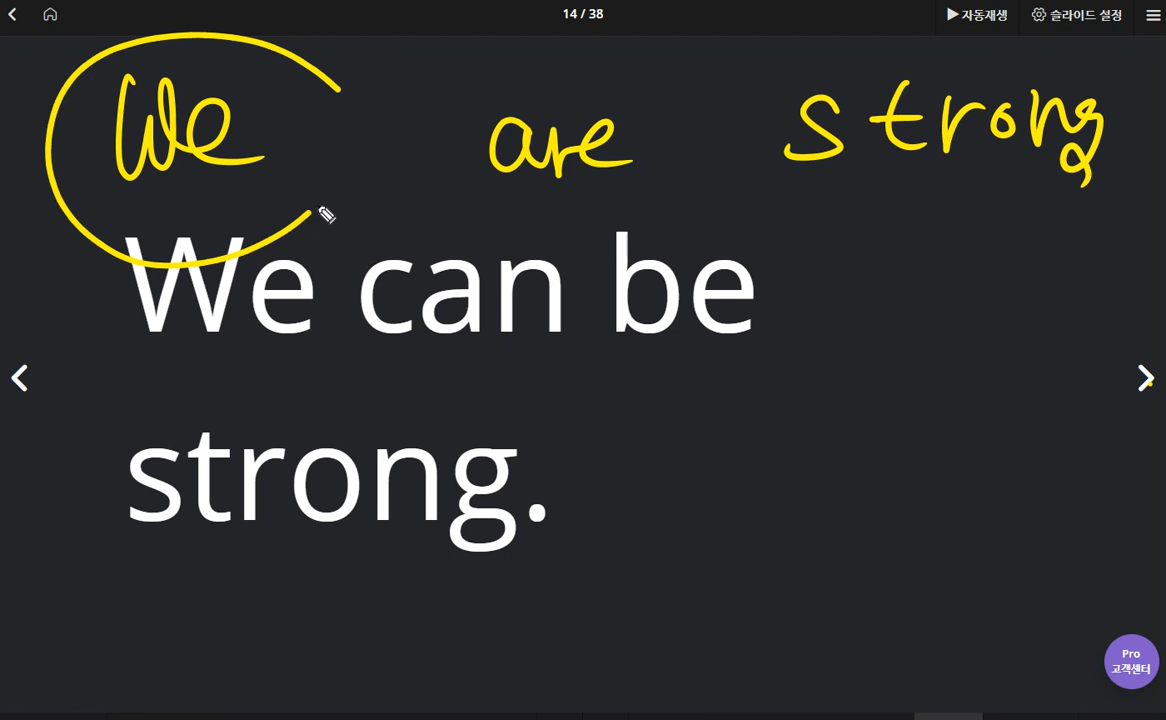 14 / 38
▶ 자동재생
슬라이드 설정
We are strong
We can be
strong.
Pro
고객센터